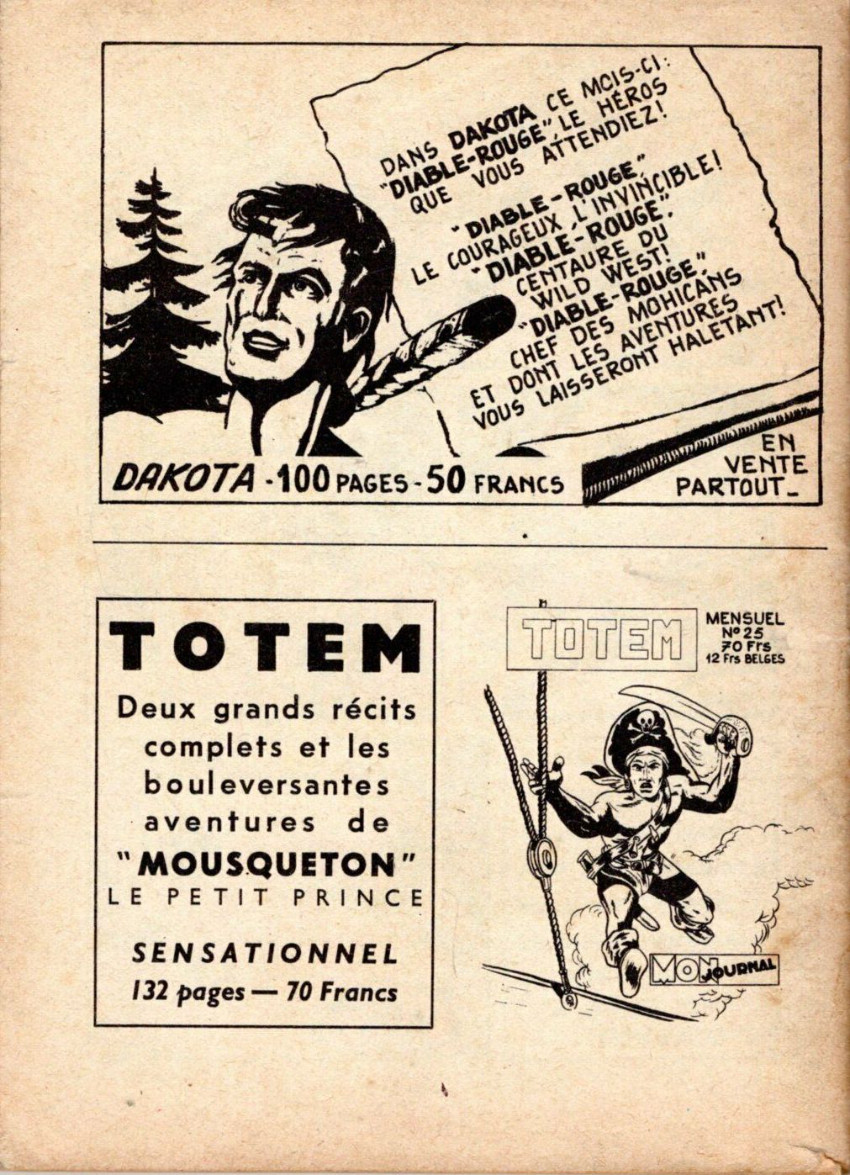 DANS DAKOTA CE MOIS-CI:
"DIABLE-ROUGE", LE HÉROS
QUE VOUS ATTENDIEZ!
"DIABLE-ROUGE",
LE COURAGEUX, L'INVINCIBLE!
"DIABLE-ROUGE",
CENTAURE DU
WILD WEST!
"DIABLE-ROUGE",
CHEF DES MOHICANS
ET DONT LES AVENTURES
VOUS LAISSERONT HALETANT!
DAKOTA - 100 PAGES - 50 FRANCS
EN
VENTE
PARTOUT_
TOTEM
Deux grands récits
complets et les
bouleversantes
aventures de
"MOUSQUETON"
LE PETIT PRINCE
SENSATIONNEL
132 pages — 70 Francs
TOTEM
MENSUEL
N° 25
70 Frs
12 Frs BELGES
MON JOURNAL